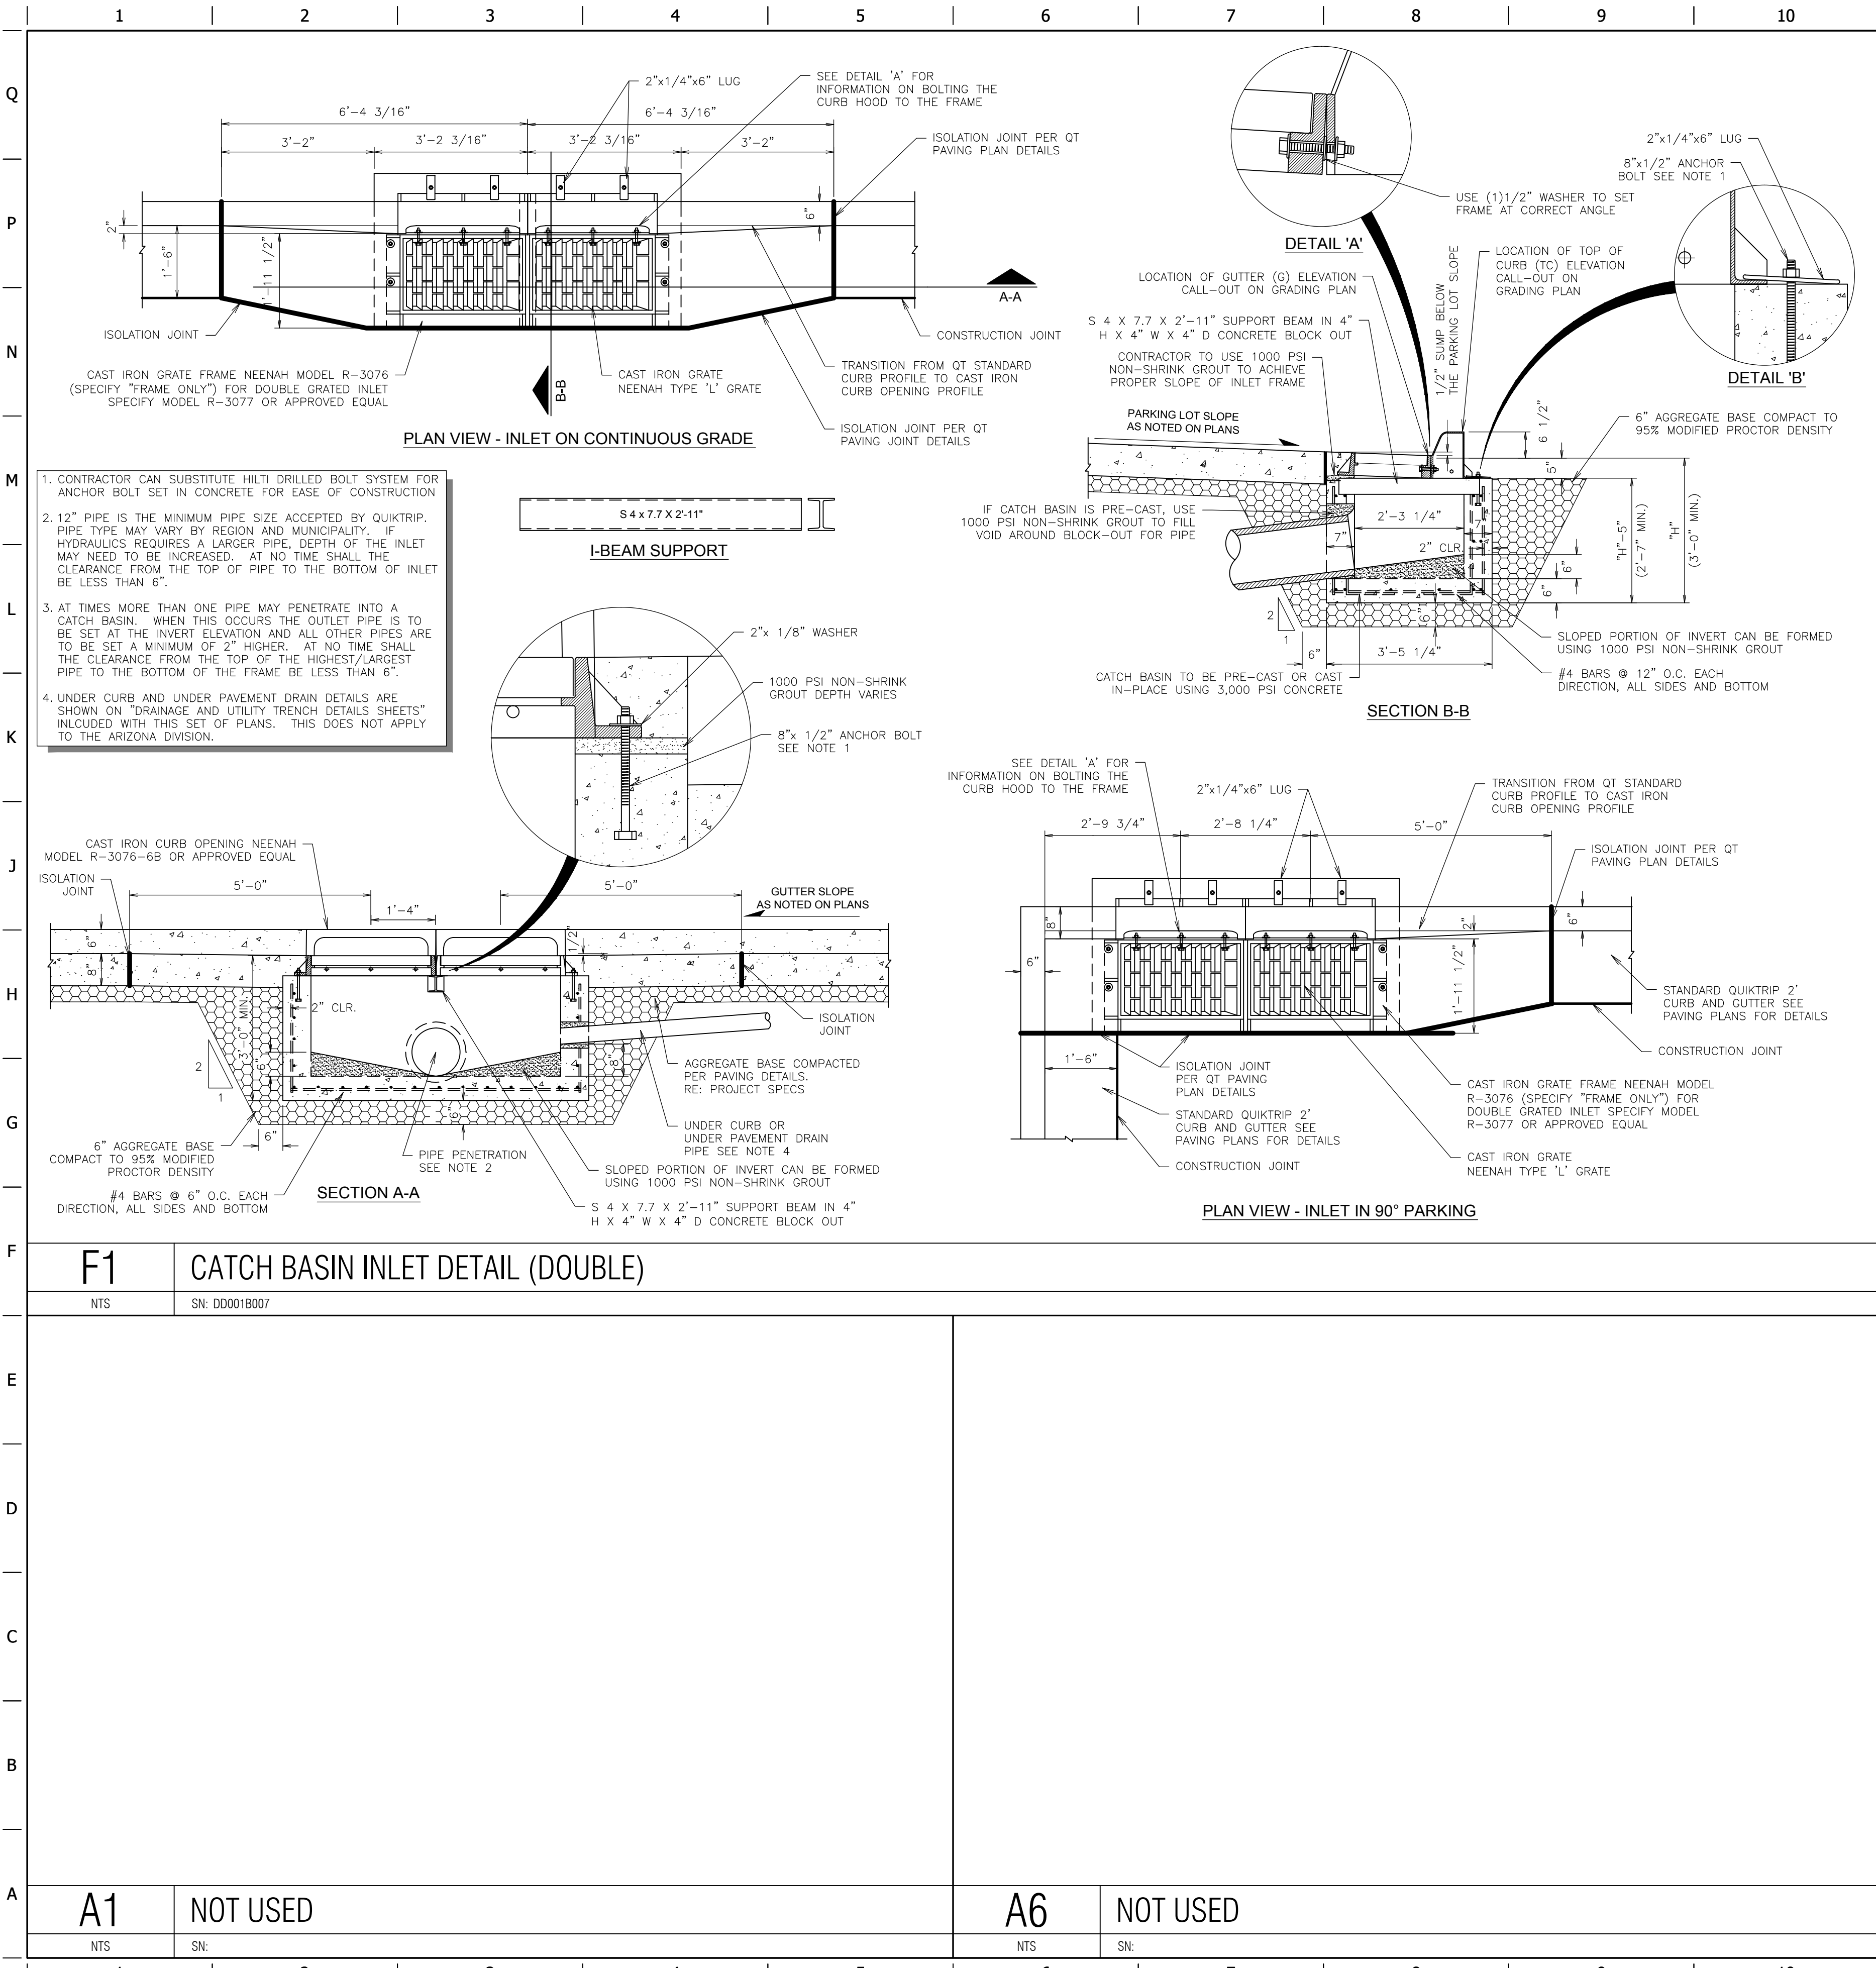 1 2 3 4 5 6 7 8 9 10
Q
P
N
M
L
K
J
H
G
F
E
D
C
B
A
2"x1/4"x6" LUG
SEE DETAIL 'A' FOR
INFORMATION ON BOLTING THE
CURB HOOD TO THE FRAME
6'-4 3/16"
6'-4 3/16"
3'-2"
3'-2 3/16"
3'-2 3/16"
3'-2"
ISOLATION JOINT PER QT
PAVING PLAN DETAILS
2"
1'-6"
1'-11 1/2"
6"
A-A
B-B
ISOLATION JOINT
CONSTRUCTION JOINT
CAST IRON GRATE FRAME NEENAH MODEL R-3076
(SPECIFY "FRAME ONLY") FOR DOUBLE GRATED INLET
SPECIFY MODEL R-3077 OR APPROVED EQUAL
CAST IRON GRATE
NEENAH TYPE 'L' GRATE
TRANSITION FROM QT STANDARD
CURB PROFILE TO CAST IRON
CURB OPENING PROFILE
ISOLATION JOINT PER QT
PAVING JOINT DETAILS
PLAN VIEW - INLET ON CONTINUOUS GRADE
1. CONTRACTOR CAN SUBSTITUTE HILTI DRILLED BOLT SYSTEM FOR
ANCHOR BOLT SET IN CONCRETE FOR EASE OF CONSTRUCTION
2. 12" PIPE IS THE MINIMUM PIPE SIZE ACCEPTED BY QUIKTRIP.
PIPE TYPE MAY VARY BY REGION AND MUNICIPALITY. IF
HYDRAULICS REQUIRES A LARGER PIPE, DEPTH OF THE INLET
MAY NEED TO BE INCREASED. AT NO TIME SHALL THE
CLEARANCE FROM THE TOP OF PIPE TO THE BOTTOM OF INLET
BE LESS THAN 6".
3. AT TIMES MORE THAN ONE PIPE MAY PENETRATE INTO A
CATCH BASIN. WHEN THIS OCCURS THE OUTLET PIPE IS TO
BE SET AT THE INVERT ELEVATION AND ALL OTHER PIPES ARE
TO BE SET A MINIMUM OF 2" HIGHER. AT NO TIME SHALL
THE CLEARANCE FROM THE TOP OF THE HIGHEST/LARGEST
PIPE TO THE BOTTOM OF THE FRAME BE LESS THAN 6".
4. UNDER CURB AND UNDER PAVEMENT DRAIN DETAILS ARE
SHOWN ON "DRAINAGE AND UTILITY TRENCH DETAILS SHEETS"
INLCUDED WITH THIS SET OF PLANS. THIS DOES NOT APPLY
TO THE ARIZONA DIVISION.
S 4 x 7.7 X 2'-11"
I-BEAM SUPPORT
2"x 1/8" WASHER
1000 PSI NON-SHRINK
GROUT DEPTH VARIES
8"x 1/2" ANCHOR BOLT
SEE NOTE 1
USE (1)1/2" WASHER TO SET
FRAME AT CORRECT ANGLE
DETAIL 'A'
2"x1/4"x6" LUG
8"x1/2" ANCHOR
BOLT SEE NOTE 1
DETAIL 'B'
LOCATION OF GUTTER (G) ELEVATION
CALL-OUT ON GRADING PLAN
S 4 X 7.7 X 2'-11" SUPPORT BEAM IN 4"
H X 4" W X 4" D CONCRETE BLOCK OUT
CONTRACTOR TO USE 1000 PSI
NON-SHRINK GROUT TO ACHIEVE
PROPER SLOPE OF INLET FRAME
1/2" SUMP BELOW
THE PARKING LOT SLOPE
LOCATION OF TOP OF
CURB (TC) ELEVATION
CALL-OUT ON
GRADING PLAN
PARKING LOT SLOPE
AS NOTED ON PLANS
6 1/2"
6" AGGREGATE BASE COMPACT TO
95% MODIFIED PROCTOR DENSITY
5"
IF CATCH BASIN IS PRE-CAST, USE
1000 PSI NON-SHRINK GROUT TO FILL
VOID AROUND BLOCK-OUT FOR PIPE
2'-3 1/4"
7"
7"
2" CLR.
"H"-5"
(2'-7" MIN.)
"H"
(3'-0" MIN.)
6"
6"
6"
2
1
6"
3'-5 1/4"
SLOPED PORTION OF INVERT CAN BE FORMED
USING 1000 PSI NON-SHRINK GROUT
CATCH BASIN TO BE PRE-CAST OR CAST
IN-PLACE USING 3,000 PSI CONCRETE
#4 BARS @ 12" O.C. EACH
DIRECTION, ALL SIDES AND BOTTOM
SECTION B-B
CAST IRON CURB OPENING NEENAH
MODEL R-3076-6B OR APPROVED EQUAL
ISOLATION
JOINT
5'-0"
1'-4"
5'-0"
GUTTER SLOPE
AS NOTED ON PLANS
6"
8"
1/2"
3'-0" MIN.
2" CLR.
6"
2
1
8"
6"
6"
ISOLATION
JOINT
AGGREGATE BASE COMPACTED
PER PAVING DETAILS.
RE: PROJECT SPECS
UNDER CURB OR
UNDER PAVEMENT DRAIN
PIPE SEE NOTE 4
6" AGGREGATE BASE
COMPACT TO 95% MODIFIED
PROCTOR DENSITY
PIPE PENETRATION
SEE NOTE 2
SLOPED PORTION OF INVERT CAN BE FORMED
USING 1000 PSI NON-SHRINK GROUT
#4 BARS @ 6" O.C. EACH
DIRECTION, ALL SIDES AND BOTTOM
SECTION A-A
S 4 X 7.7 X 2'-11" SUPPORT BEAM IN 4"
H X 4" W X 4" D CONCRETE BLOCK OUT
SEE DETAIL 'A' FOR
INFORMATION ON BOLTING THE
CURB HOOD TO THE FRAME
2"x1/4"x6" LUG
TRANSITION FROM QT STANDARD
CURB PROFILE TO CAST IRON
CURB OPENING PROFILE
2'-9 3/4"
2'-8 1/4"
5'-0"
ISOLATION JOINT PER QT
PAVING PLAN DETAILS
8"
6"
2"
6"
1'-11 1/2"
1'-6"
STANDARD QUIKTRIP 2'
CURB AND GUTTER SEE
PAVING PLANS FOR DETAILS
CONSTRUCTION JOINT
ISOLATION JOINT
PER QT PAVING
PLAN DETAILS
STANDARD QUIKTRIP 2'
CURB AND GUTTER SEE
PAVING PLANS FOR DETAILS
CONSTRUCTION JOINT
CAST IRON GRATE FRAME NEENAH MODEL
R-3076 (SPECIFY "FRAME ONLY") FOR
DOUBLE GRATED INLET SPECIFY MODEL
R-3077 OR APPROVED EQUAL
CAST IRON GRATE
NEENAH TYPE 'L' GRATE
PLAN VIEW - INLET IN 90° PARKING
F1 CATCH BASIN INLET DETAIL (DOUBLE)
NTS SN: DD001B007
A1 NOT USED
NTS SN:
A6 NOT USED
NTS SN: